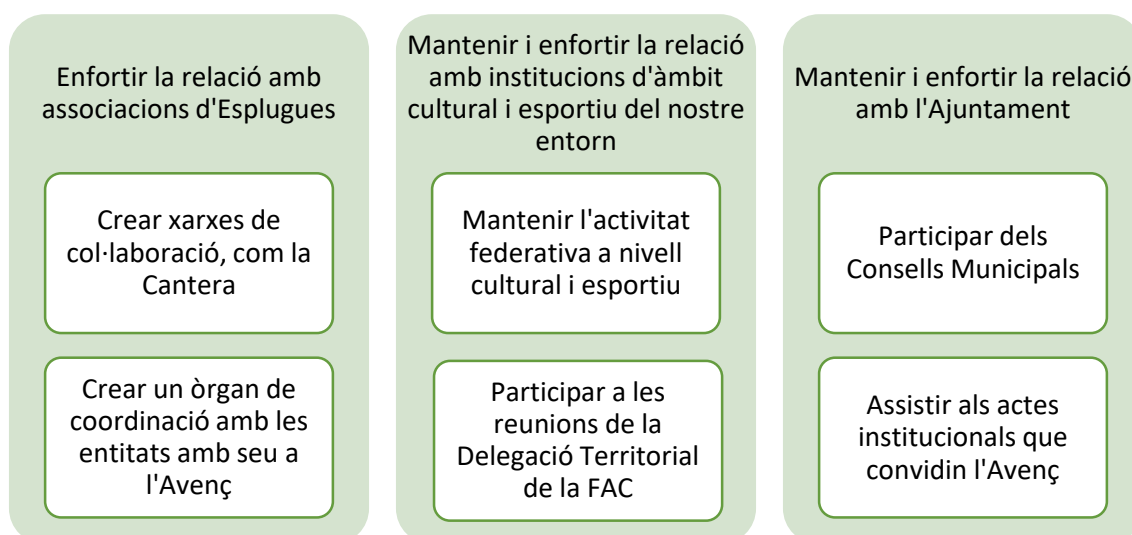 Enfortir la relació amb
associacions d'Esplugues
Crear xarxes de
col·laboració, com la
Cantera
Crear un òrgan de
coordinació amb les
entitats amb seu a
l'Avenç
Mantenir i enfortir la relació
amb institucions d'àmbit
cultural i esportiu del nostre
entorn
Mantenir l'activitat
federativa a nivell
cultural i esportiu
Participar a les
reunions de la
Delegació Territorial
de la FAC
Mantenir i enfortir la relació
amb l'Ajuntament
Participar dels
Consells Municipals
Assistir als actes
institucionals que
convidin l'Avenç